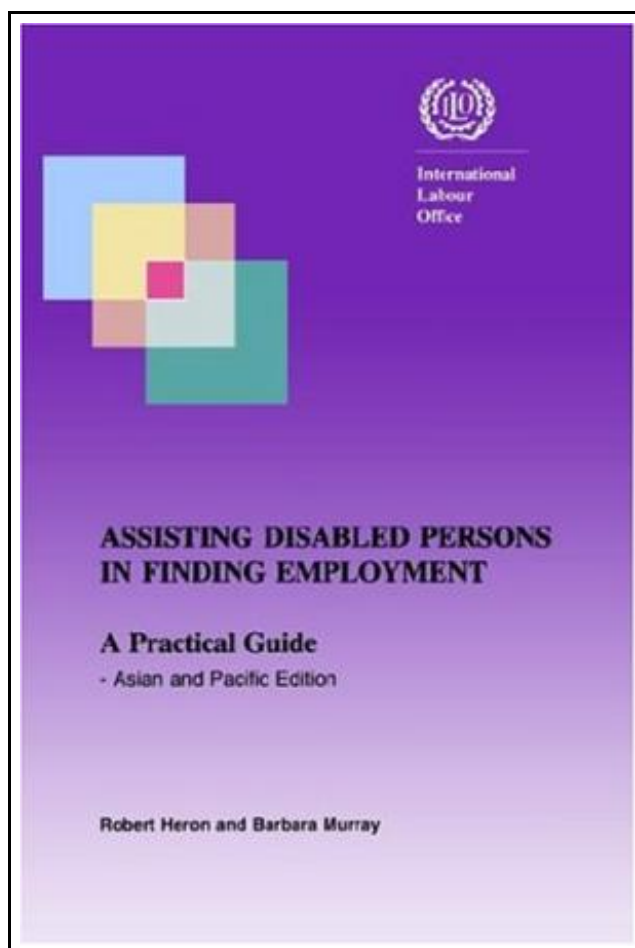 ILO
International
Labour
Office
ASSISTING DISABLED PERSONS
IN FINDING EMPLOYMENT
A Practical Guide
- Asian and Pacific Edition
Robert Heron and Barbara Murray